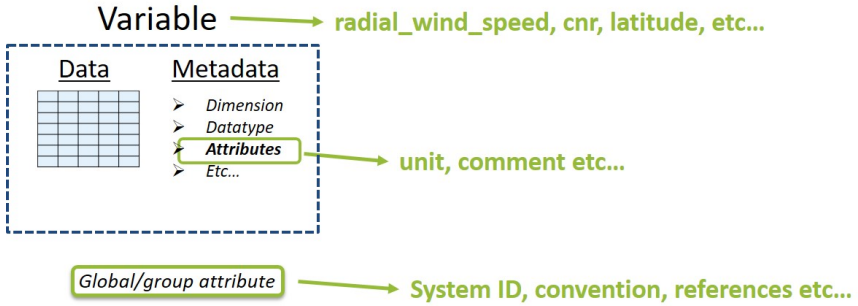 Variable
radial_wind_speed, cnr, latitude, etc...
Data
Metadata
Dimension
Datatype
Attributes
Etc...
unit, comment etc...
Global/group attribute
System ID, convention, references etc...